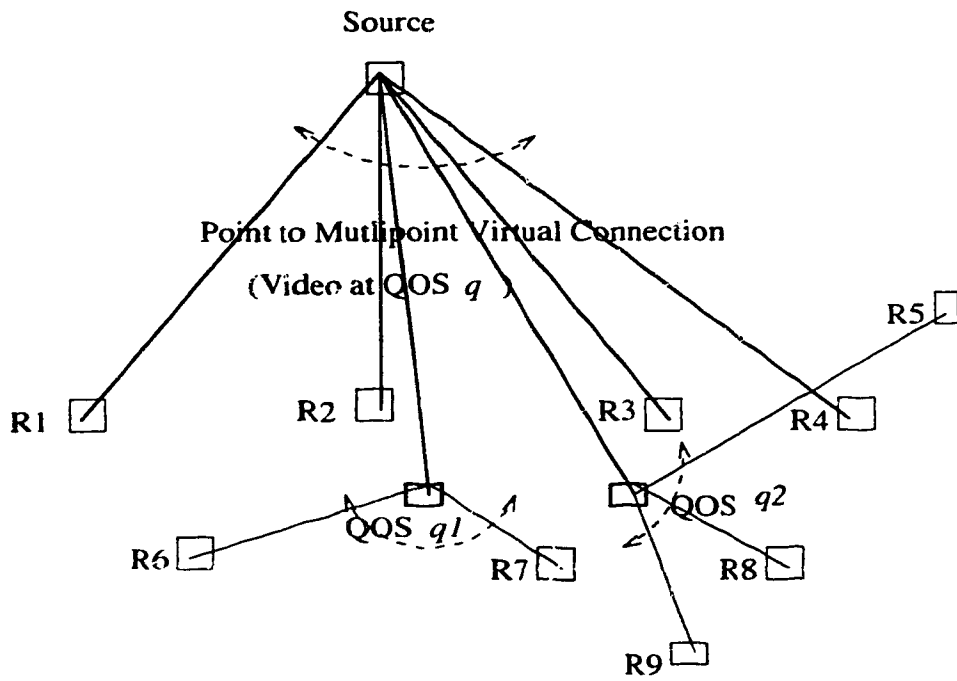 Source
Point to Mutlipoint Virtual Connection
(Video at QOS q )
R5
R1
R2
R3
R4
QOS q1
QOS q2
R6
R7
R8
R9